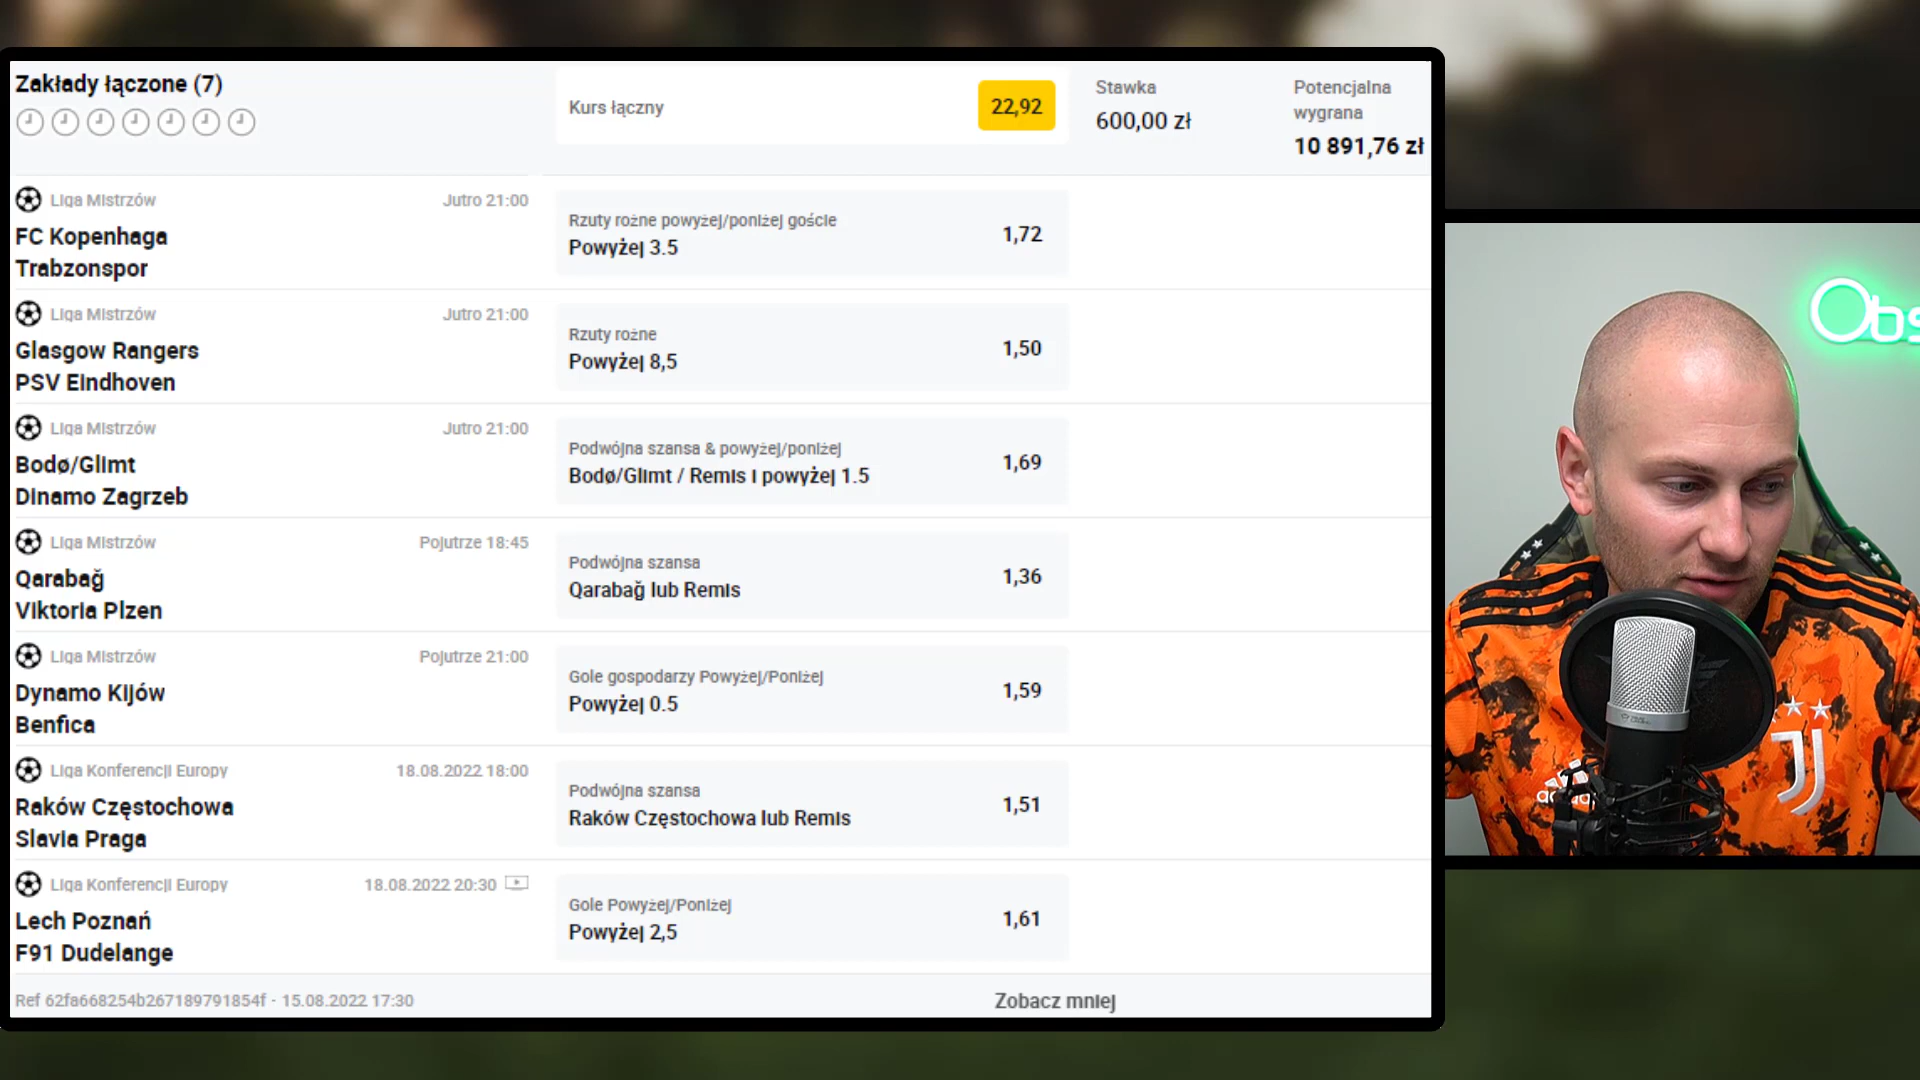 Zakłady łączone (7)
Kurs łączny
22,92
Stawka
600,00 zł
Potencjalna
wygrana
10 891,76 zł
Liga Mistrzów
Jutro 21:00
FC Kopenhaga
Trabzonspor
Rzuty rożne powyżej/poniżej goście
Powyżej 3.5
1,72
Liga Mistrzów
Jutro 21:00
Glasgow Rangers
PSV Eindhoven
Rzuty rożne
Powyżej 8,5
1,50
Liga Mistrzów
Jutro 21:00
Bodø/Glimt
Dinamo Zagrzeb
Podwójna szansa & powyżej/poniżej
Bodø/Glimt / Remis i powyżej 1.5
1,69
Liga Mistrzów
Pojutrze 18:45
Qarabağ
Viktoria Plzen
Podwójna szansa
Qarabağ lub Remis
1,36
Liga Mistrzów
Pojutrze 21:00
Dynamo Kijów
Benfica
Gole gospodarzy Powyżej/Poniżej
Powyżej 0.5
1,59
Liga Konferencji Europy
18.08.2022 18:00
Raków Częstochowa
Slavia Praga
Podwójna szansa
Raków Częstochowa lub Remis
1,51
Liga Konferencji Europy
18.08.2022 20:30
Lech Poznań
F91 Dudelange
Gole Powyżej/Poniżej
Powyżej 2,5
1,61
Ref 62fa668254b267189791854f - 15.08.2022 17:30
Zobacz mniej
Obs